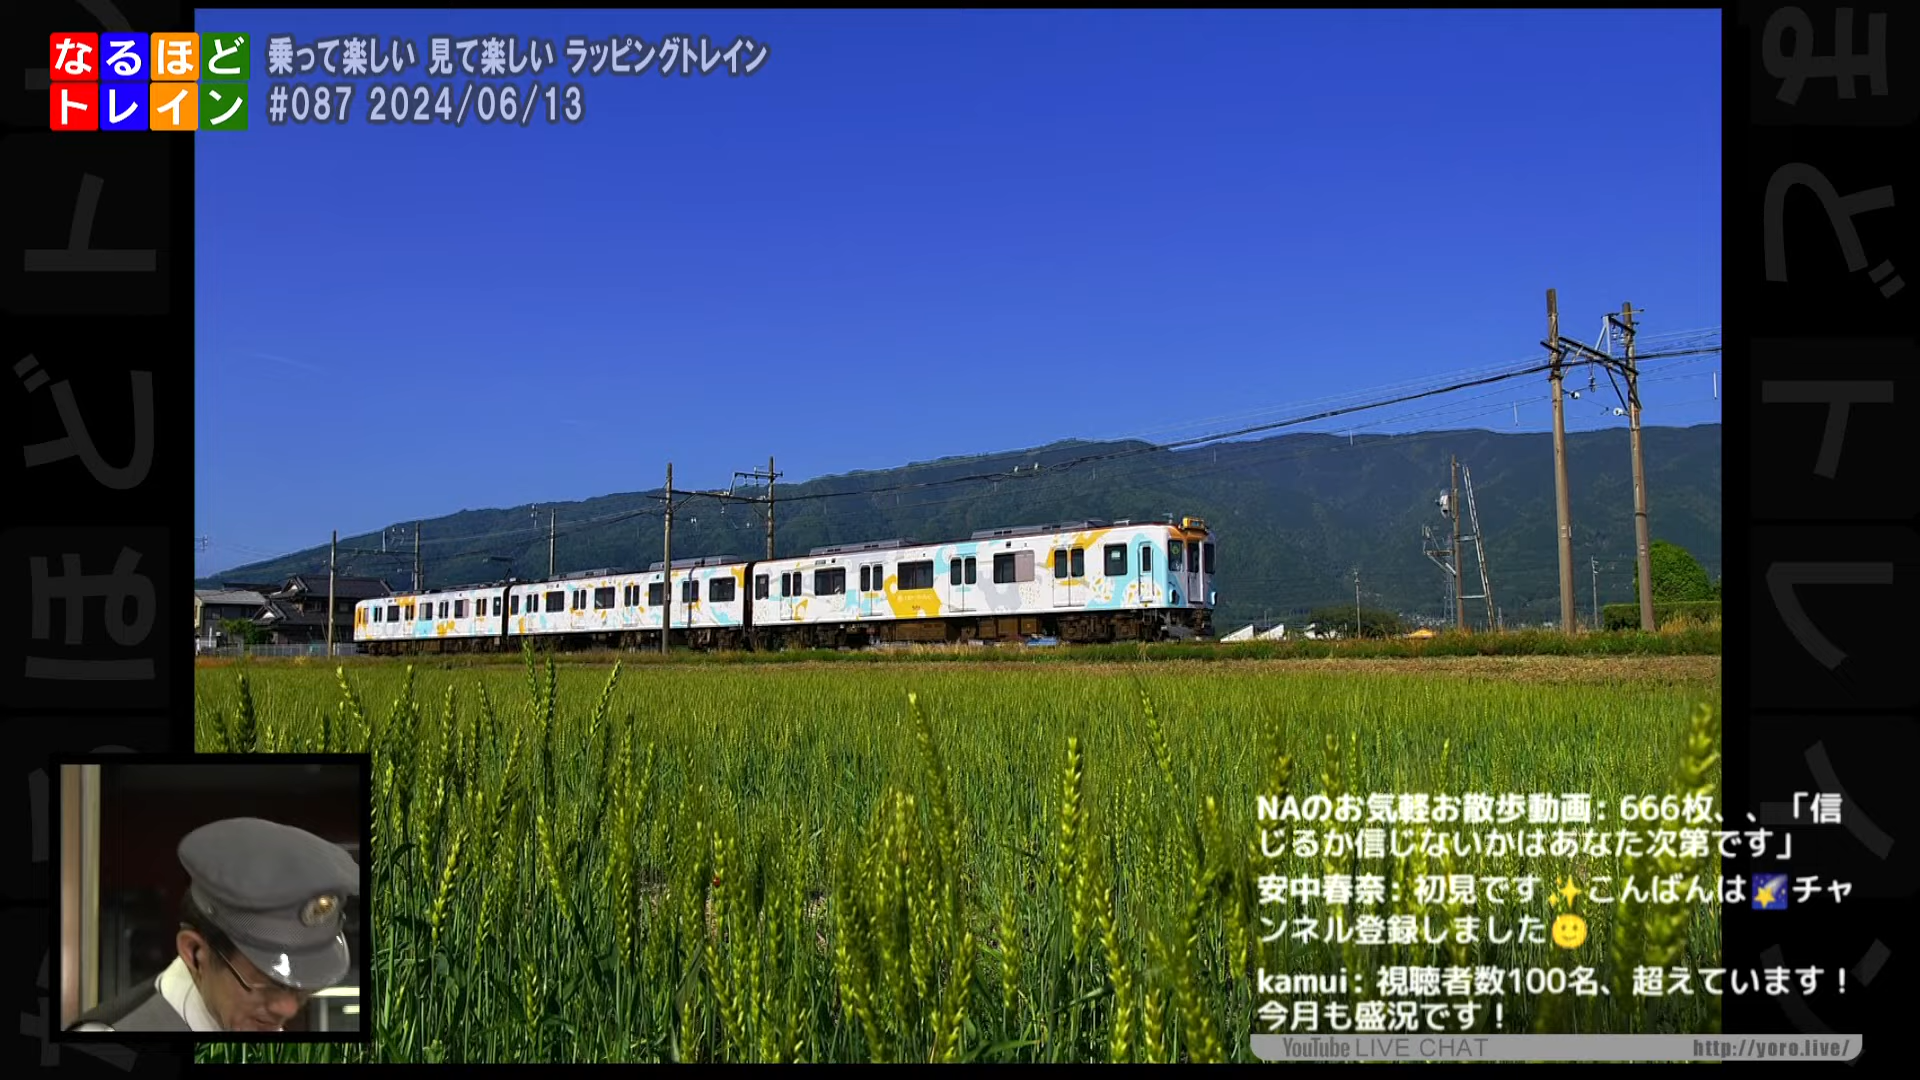 なるほど
トレイン
乗って楽しい 見て楽しい ラッピングトレイン
#087 2024/06/13
NAのお気軽お散歩動画: 666枚、、「信
じるか信じないかはあなた次第です」
安中春奈: 初見です✨こんばんは🌠チャ
ンネル登録しました🙂
kamui: 視聴者数100名、超えています！
今月も盛況です！
YouTube LIVE CHAT
http://yoro.live/